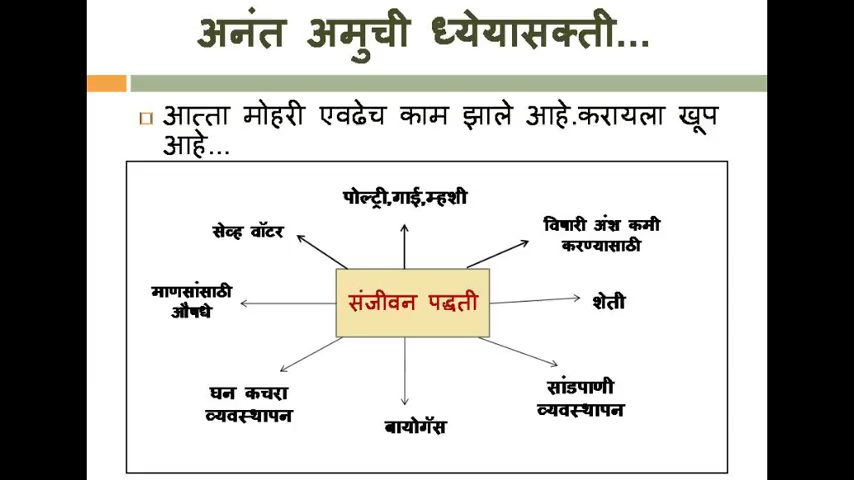 अनंत अमुची ध्येयासक्ती...
आत्ता मोहरी एवढेच काम झाले आहे.करायला खूप
आहे...
पोल्ट्री,गाई,म्हशी
सेव्ह वॉटर
विषारी अंश कमी
करण्यासाठी
माणसांसाठी
औषधे
संजीवन पद्धती
शेती
घन कचरा
व्यवस्थापन
बायोगॅस
सांडपाणी
व्यवस्थापन